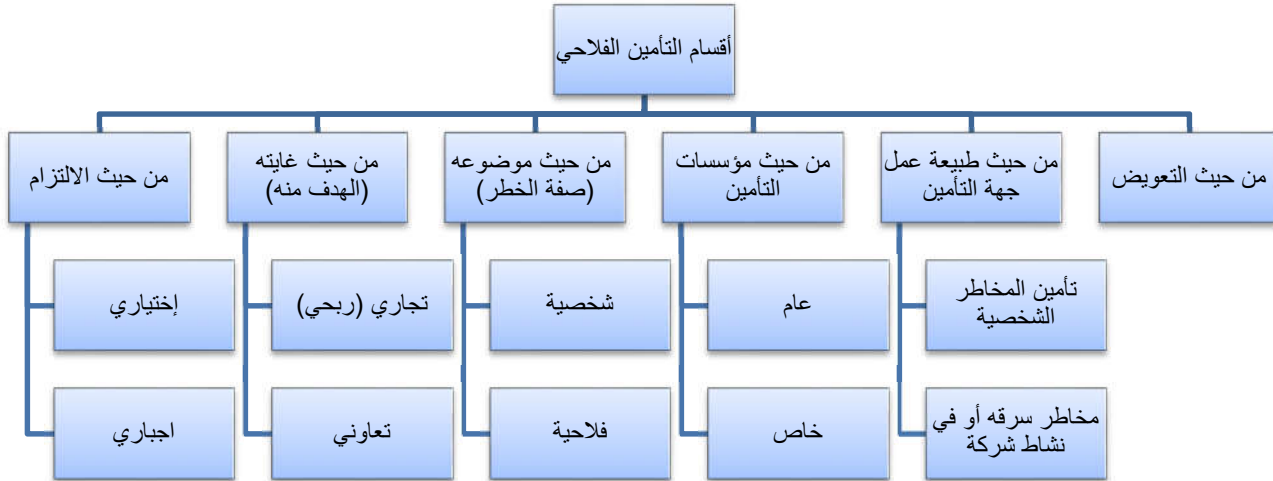 أقسام التأمين الفلاحي
من حيث التعويض
من حيث طبيعة عمل
جهة التأمين
من حيث مؤسسات
التأمين
من حيث موضوعه
(صفة الخطر)
من حيث غايته
(الهدف منه)
من حيث الالتزام
تأمين المخاطر
الشخصية
عام
شخصية
تجاري (ربحي)
إختياري
مخاطر سرقه أو في
نشاط شركة
خاص
فلاحية
تعاوني
اجباري